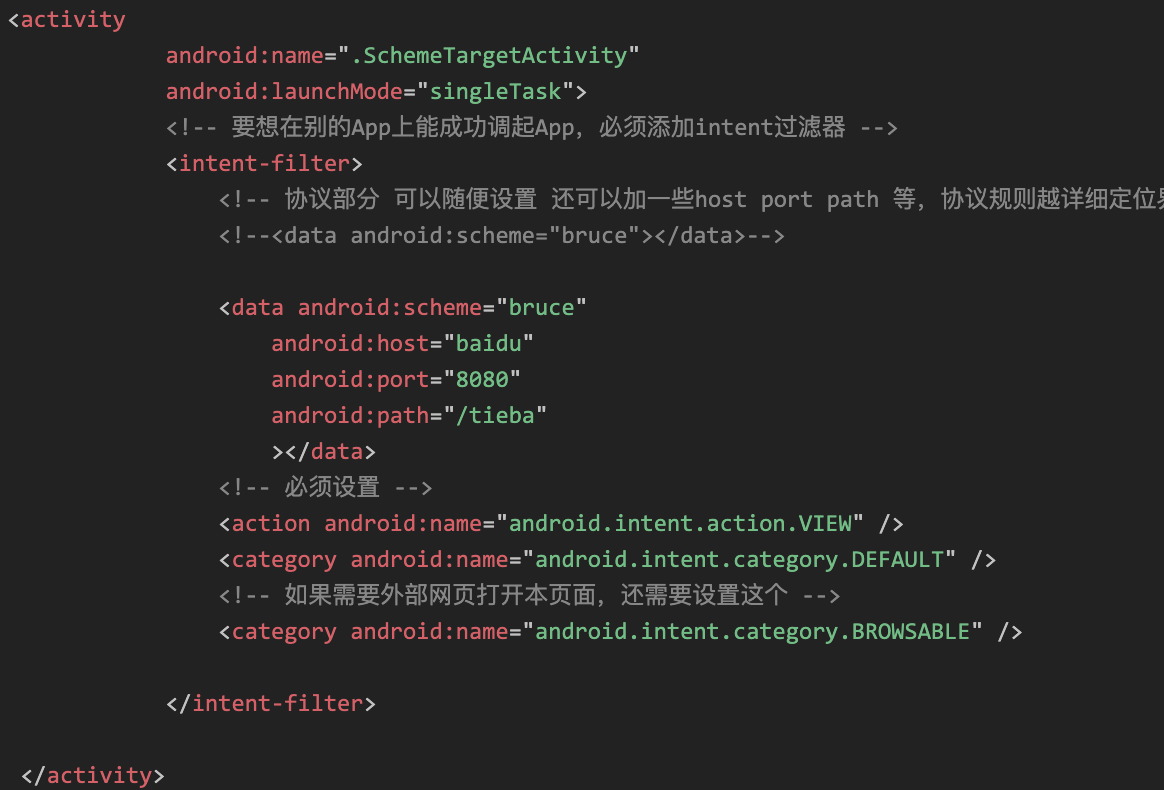 <activity
android:name=".SchemeTargetActivity"
android:launchMode="singleTask">
<!-- 要想在别的App上能成功调起App，必须添加intent过滤器 -->
<intent-filter>
<!-- 协议部分 可以随便设置 还可以加一些host port path 等，协议规则越详细定位
<!--<data android:scheme="bruce"></data>-->
<data android:scheme="bruce"
android:host="baidu"
android:port="8080"
android:path="/tieba"
></data>
<!-- 必须设置 -->
<action android:name="android.intent.action.VIEW" />
<category android:name="android.intent.category.DEFAULT" />
<!-- 如果需要外部网页打开本页面，还需要设置这个 -->
<category android:name="android.intent.category.BROWSABLE" />
</intent-filter>
</activity>